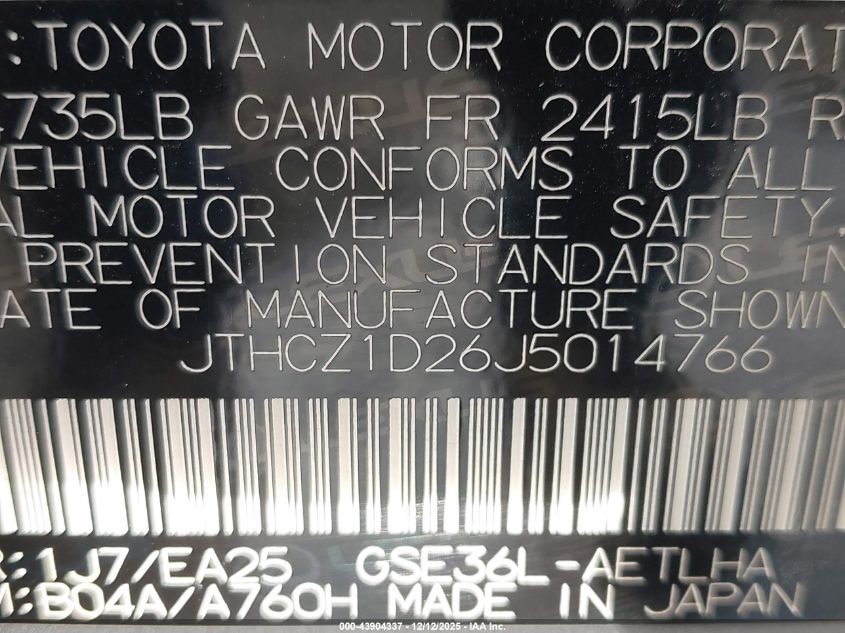 :TOYOTA MOTOR CORPORAT
735LB GAWR FR 2415LB R
VEHICLE CONFORMS TO ALL
AL MOTOR VEHICLE SAFETY,
PREVENTION STANDARDS IN
ATE OF MANUFACTURE SHOWN
JTHCZ1D26J5014766
R:1J7/EA25 GSE36L-AETLHA
M:B04A/A760H MADE IN JAPAN
000-43904337 - 12/12/2025 - IAA Inc.